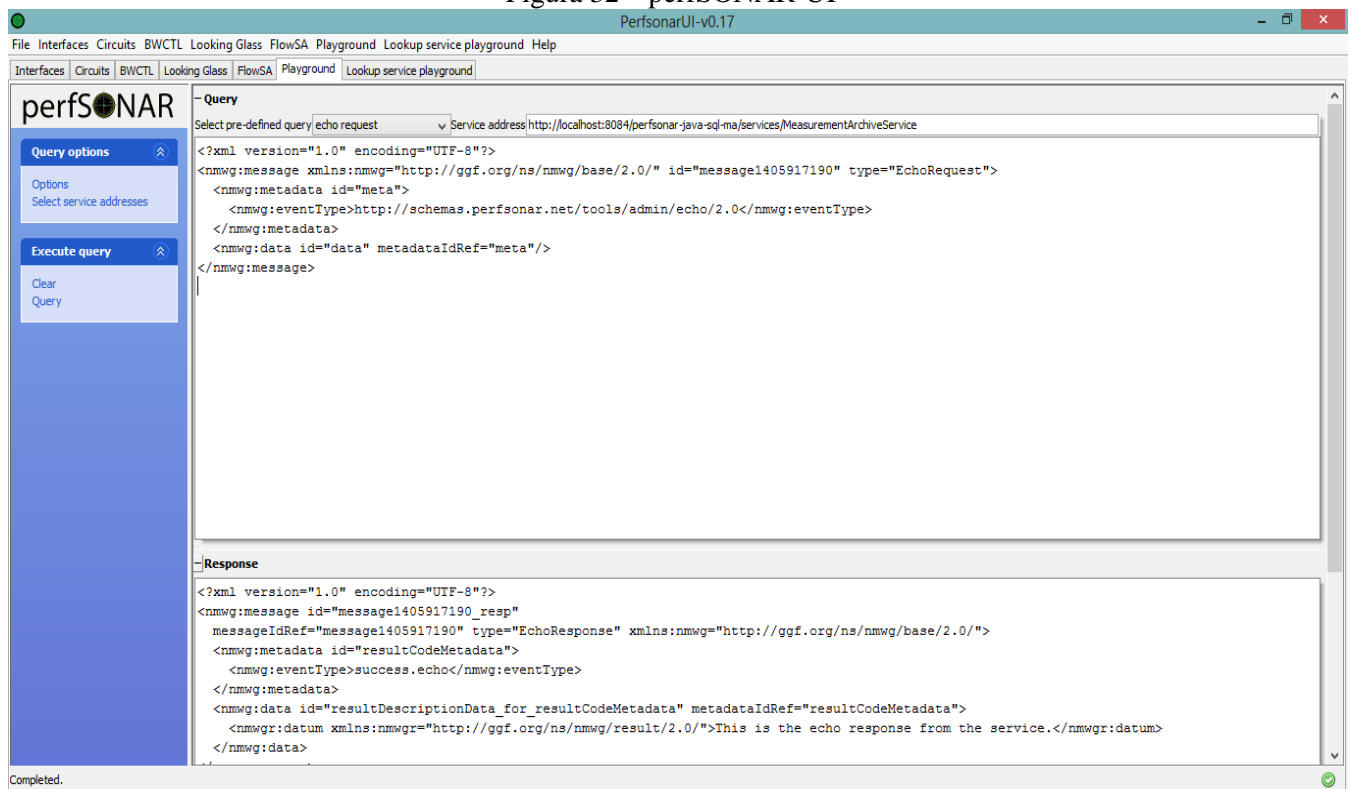 Figura 32 – perfSONAR-UI
PerfsonarUI-v0.17
File Interfaces Circuits BWCTL Looking Glass FlowSA Playground Lookup service playground Help
Interfaces Circuits BWCTL Looking Glass FlowSA Playground Lookup service playground
perfSONAR
Query options
Options
Select service addresses
Execute query
Clear
Query
Query
Select pre-defined query echo request Service address http://localhost:8084/perfsonar-java-sql-ma/services/MeasurementArchiveService
<?xml version="1.0" encoding="UTF-8"?>
<nmwg:message xmlns:nmwg="http://ggf.org/ns/nmwg/base/2.0/" id="message1405917190" type="EchoRequest">
<nmwg:metadata id="meta">
<nmwg:eventType>http://schemas.perfsonar.net/tools/admin/echo/2.0</nmwg:eventType>
</nmwg:metadata>
<nmwg:data id="data" metadataIdRef="meta"/>
</nmwg:message>
Response
<?xml version="1.0" encoding="UTF-8"?>
<nmwg:message id="message1405917190_resp"
messageIdRef="message1405917190" type="EchoResponse" xmlns:nmwg="http://ggf.org/ns/nmwg/base/2.0/">
<nmwg:metadata id="resultCodeMetadata">
<nmwg:eventType>success.echo</nmwg:eventType>
</nmwg:metadata>
<nmwg:data id="resultDescriptionData_for_resultCodeMetadata" metadataIdRef="resultCodeMetadata">
<nmwgr:datum xmlns:nmwgr="http://ggf.org/ns/nmwg/result/2.0/">This is the echo response from the service.</nmwgr:datum>
</nmwg:data>
Completed.